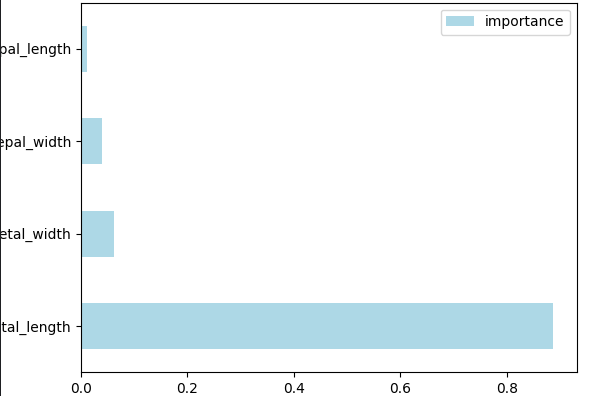 importance
pal_length
epal_width
etal_width
tal_length
0.0 0.2 0.4 0.6 0.8